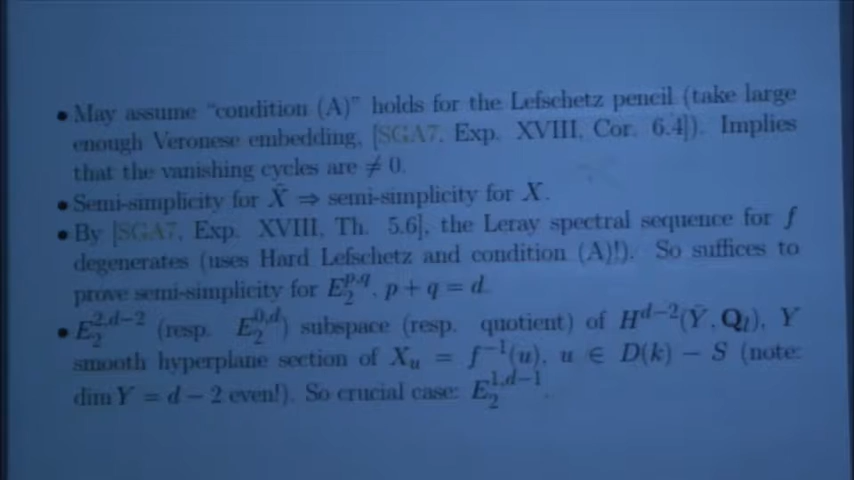 • May assume “condition (A)” holds for the Lefschetz pencil (take large
enough Veronese embedding, [SGA7, Exp. XVIII, Cor. 6.4]). Implies
that the vanishing cycles are ≠ 0.
• Semi-simplicity for X̃ ⇒ semi-simplicity for X.
• By [SGA7, Exp. XVIII, Th. 5.6], the Leray spectral sequence for f
degenerates (uses Hard Lefschetz and condition (A)!). So suffices to
prove semi-simplicity for E₂^{p,q}, p + q = d.
• E₂^{2,d−2} (resp. E₂^{0,d}) subspace (resp. quotient) of H^{d−2}(Ȳ, Q_l), Y
smooth hyperplane section of X_u = f^{−1}(u), u ∈ D(k) − S (note:
dim Y = d − 2 even!). So crucial case: E₂^{1,d−1}.